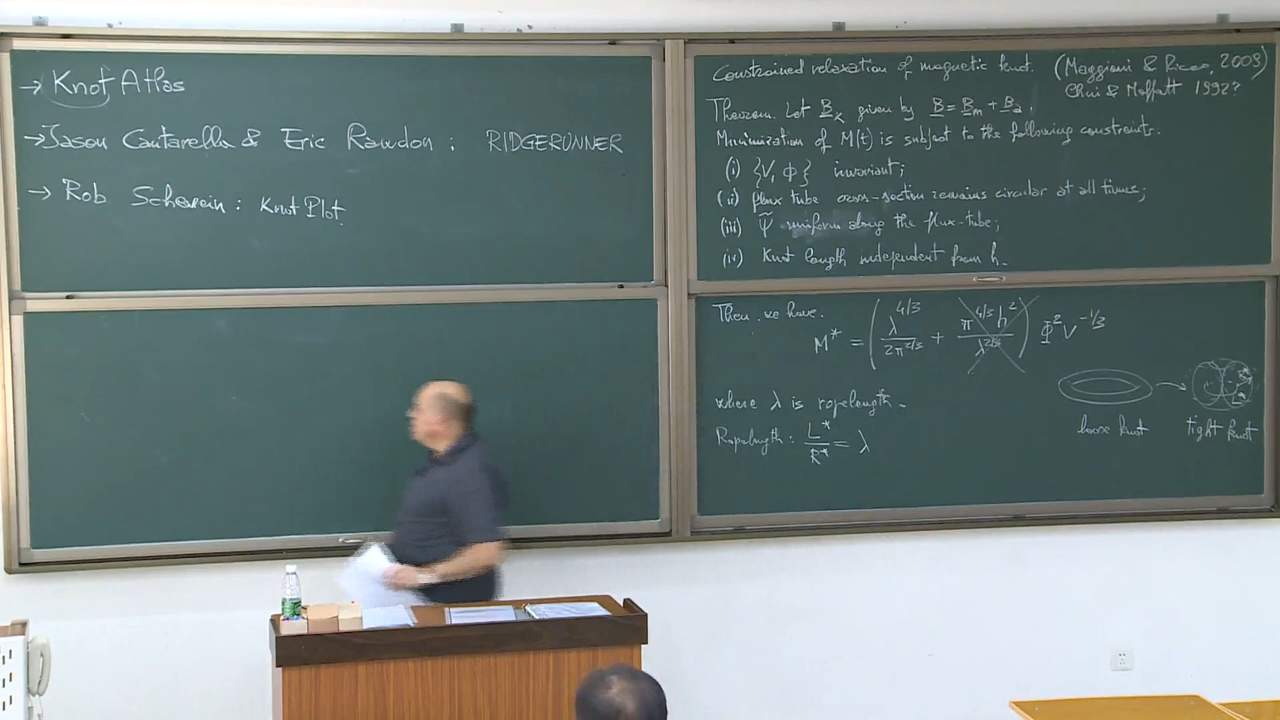 → Knot Atlas
→ Jason Cantarella & Eric Rawdon : RIDGERUNNER
→ Rob Scharein : KnotPlot
Constrained relaxation of magnetic knot. (Maggioni & Ricca, 2009)
Chui & Moffatt 1992?
Theorem. Let B_K given by B = B_m + B_a.
Minimization of M(t) is subject to the following constraints.
(i) {V, Φ} invariant;
(ii) flux tube cross-section remains circular at all times;
(iii) Ψ̃ uniform along the flux-tube;
(iv) Knot length independent from h.
Then we have.
M* = (λ^{4/3}/2π^{2/3} + π^{4/3}h²/λ^{2/3}) Φ² V^{-1/3}
where λ is ropelength.
Ropelength : L*/R* = λ
loose knot
tight knot
R*
L*